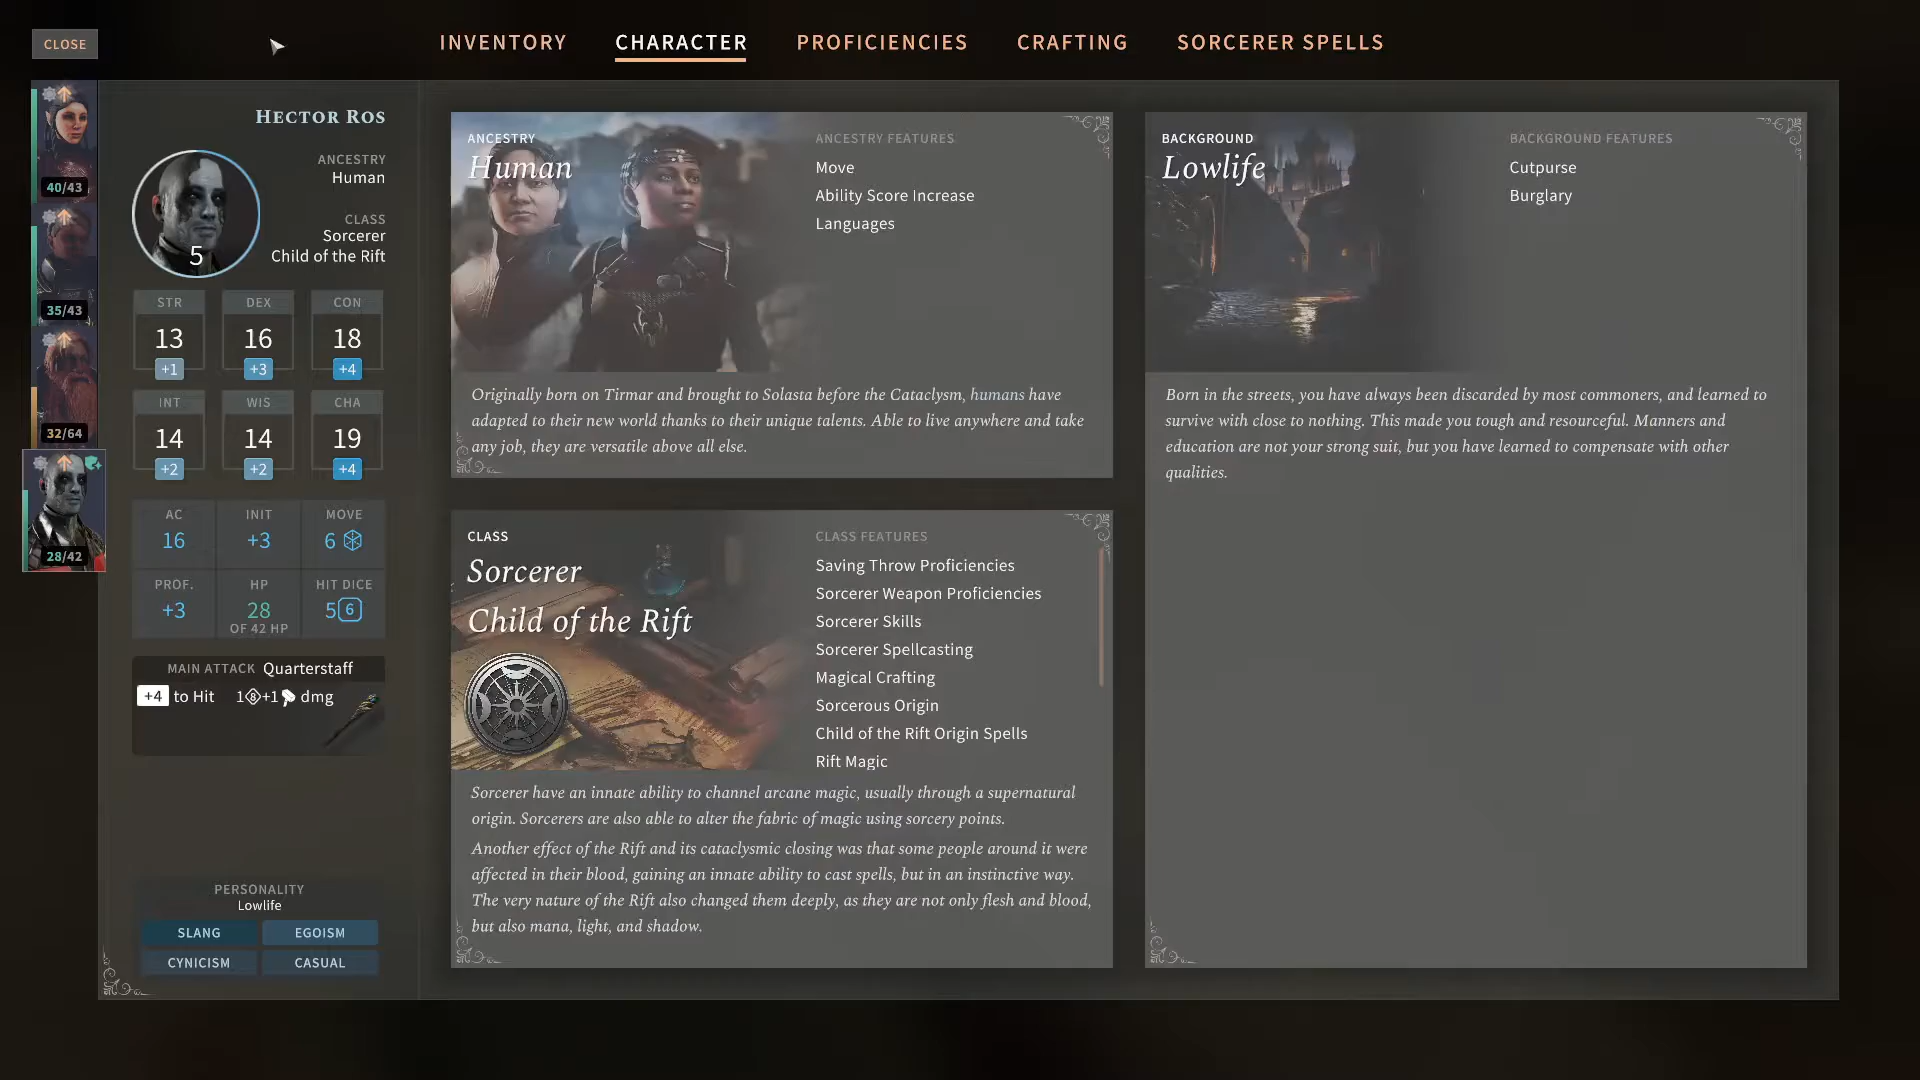 CLOSE
INVENTORY
CHARACTER
PROFICIENCIES
CRAFTING
SORCERER SPELLS
40/43
35/43
32/64
28/42
Hector Ros
ANCESTRY
Human
CLASS
Sorcerer
Child of the Rift
5
STR
DEX
CON
13
16
18
+1
+3
+4
INT
WIS
CHA
14
14
19
+2
+2
+4
AC
INIT
MOVE
16
+3
6
PROF.
HP
HIT DICE
+3
28
5 6
OF 42 HP
MAIN ATTACK Quarterstaff
+4 to Hit 1 8 +1 dmg
PERSONALITY
Lowlife
SLANG
EGOISM
CYNICISM
CASUAL
ANCESTRY
Human
ANCESTRY FEATURES
Move
Ability Score Increase
Languages
Originally born on Tirmar and brought to Solasta before the Cataclysm, humans have
adapted to their new world thanks to their unique talents. Able to live anywhere and take
any job, they are versatile above all else.
CLASS
Sorcerer
Child of the Rift
CLASS FEATURES
Saving Throw Proficiencies
Sorcerer Weapon Proficiencies
Sorcerer Skills
Sorcerer Spellcasting
Magical Crafting
Sorcerous Origin
Child of the Rift Origin Spells
Rift Magic
Sorcerer have an innate ability to channel arcane magic, usually through a supernatural
origin. Sorcerers are also able to alter the fabric of magic using sorcery points.
Another effect of the Rift and its cataclysmic closing was that some people around it were
affected in their blood, gaining an innate ability to cast spells, but in an instinctive way.
The very nature of the Rift also changed them deeply, as they are not only flesh and blood,
but also mana, light, and shadow.
BACKGROUND
Lowlife
BACKGROUND FEATURES
Cutpurse
Burglary
Born in the streets, you have always been discarded by most commoners, and learned to
survive with close to nothing. This made you tough and resourceful. Manners and
education are not your strong suit, but you have learned to compensate with other
qualities.